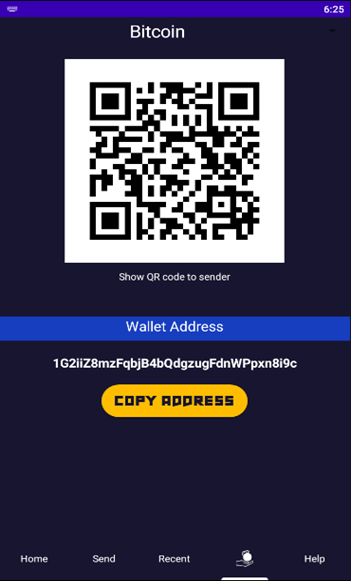 6:25
Bitcoin
Show QR code to sender
Wallet Address
1G2iiZ8mzFqbjB4bQdgzugFdnWPpxn8i9c
COPY ADDRESS
Home Send Recent Help